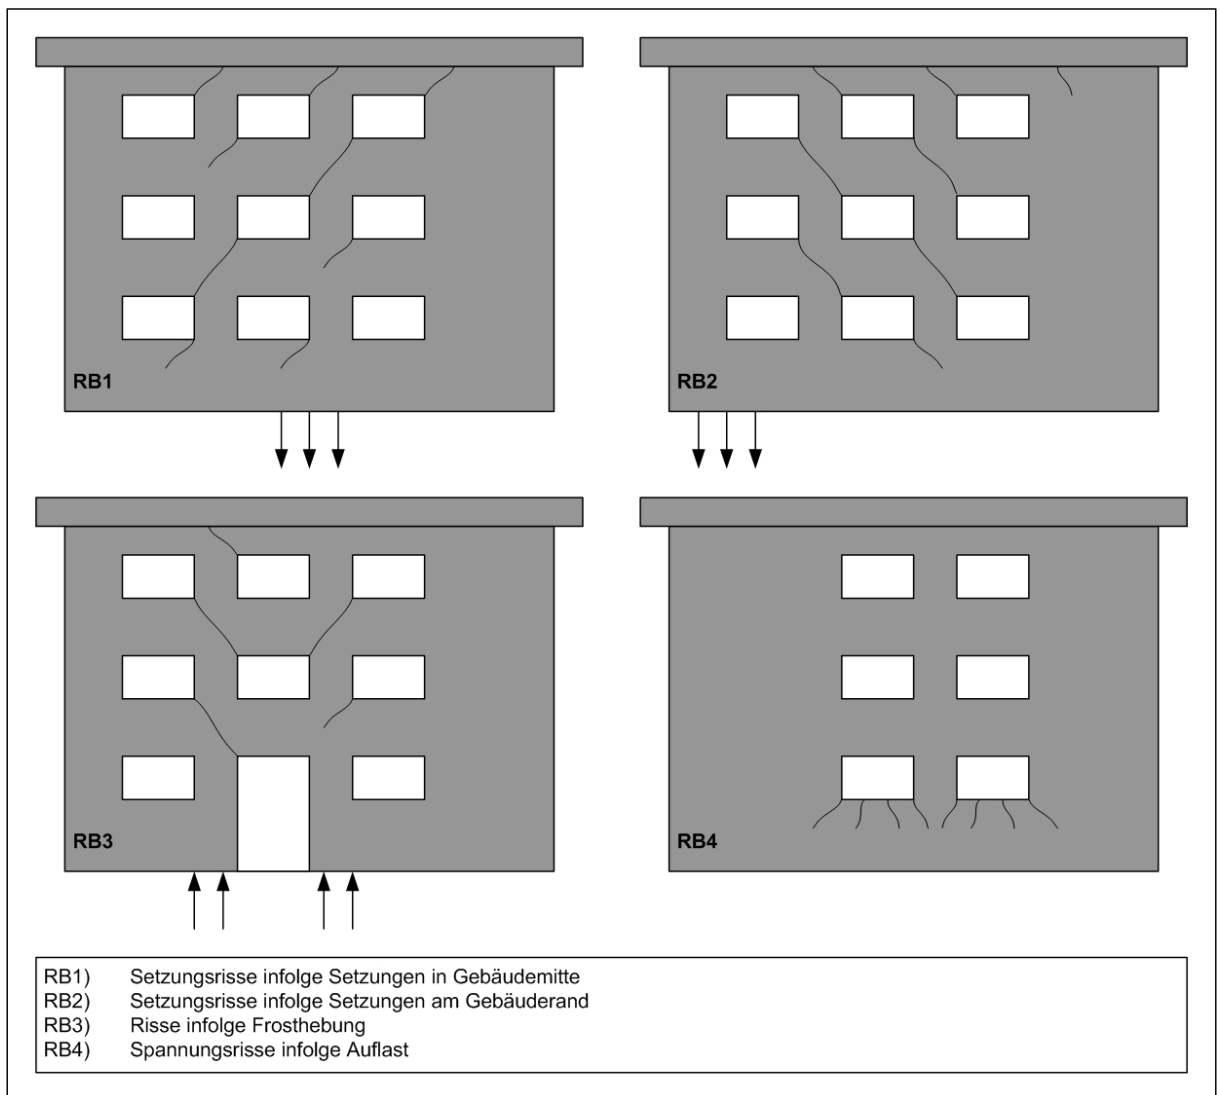 RB1
RB2
RB3
RB4
RB1) Setzungsrisse infolge Setzungen in Gebäudemitte
RB2) Setzungsrisse infolge Setzungen am Gebäuderand
RB3) Risse infolge Frosthebung
RB4) Spannungsrisse infolge Auflast